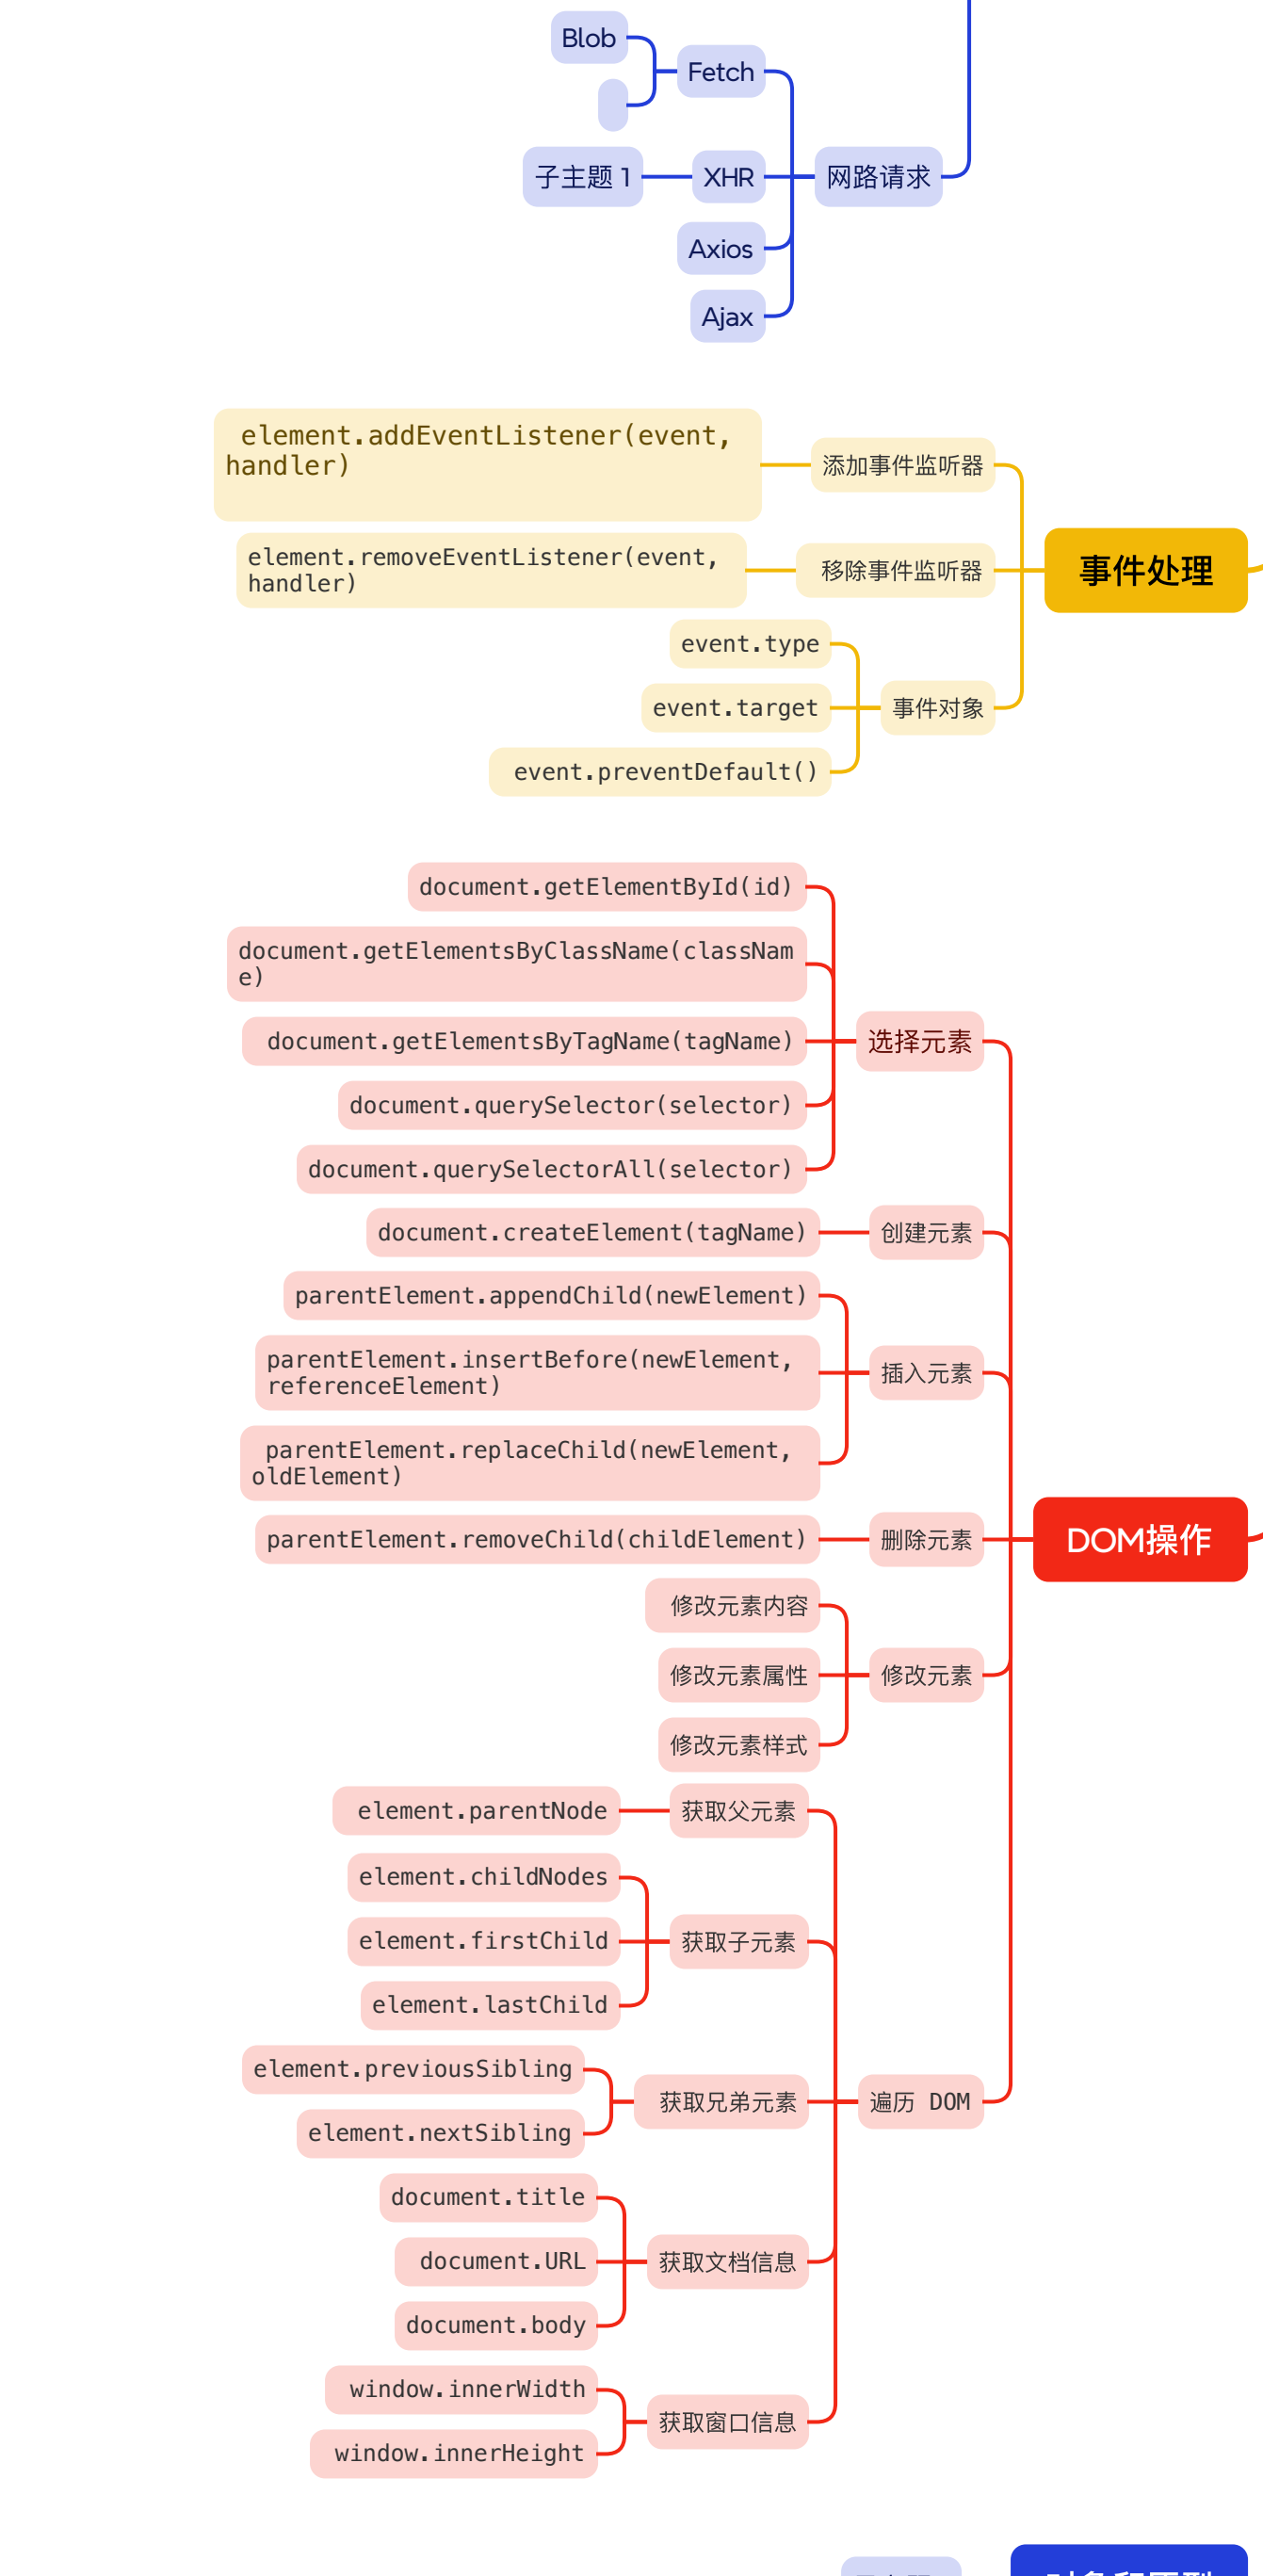 Blob
Fetch
子主题 1
XHR
网路请求
Axios
Ajax
element.addEventListener(event,
handler)
添加事件监听器
element.removeEventListener(event,
handler)
移除事件监听器
事件处理
event.type
event.target
事件对象
event.preventDefault()
document.getElementById(id)
document.getElementsByClassName(classNam
e)
document.getElementsByTagName(tagName)
选择元素
document.querySelector(selector)
document.querySelectorAll(selector)
document.createElement(tagName)
创建元素
parentElement.appendChild(newElement)
parentElement.insertBefore(newElement,
referenceElement)
插入元素
parentElement.replaceChild(newElement,
oldElement)
parentElement.removeChild(childElement)
删除元素
DOM操作
修改元素内容
修改元素属性
修改元素
修改元素样式
element.parentNode
获取父元素
element.childNodes
element.firstChild
获取子元素
element.lastChild
element.previousSibling
获取兄弟元素
遍历 DOM
element.nextSibling
document.title
document.URL
获取文档信息
document.body
window.innerWidth
获取窗口信息
window.innerHeight